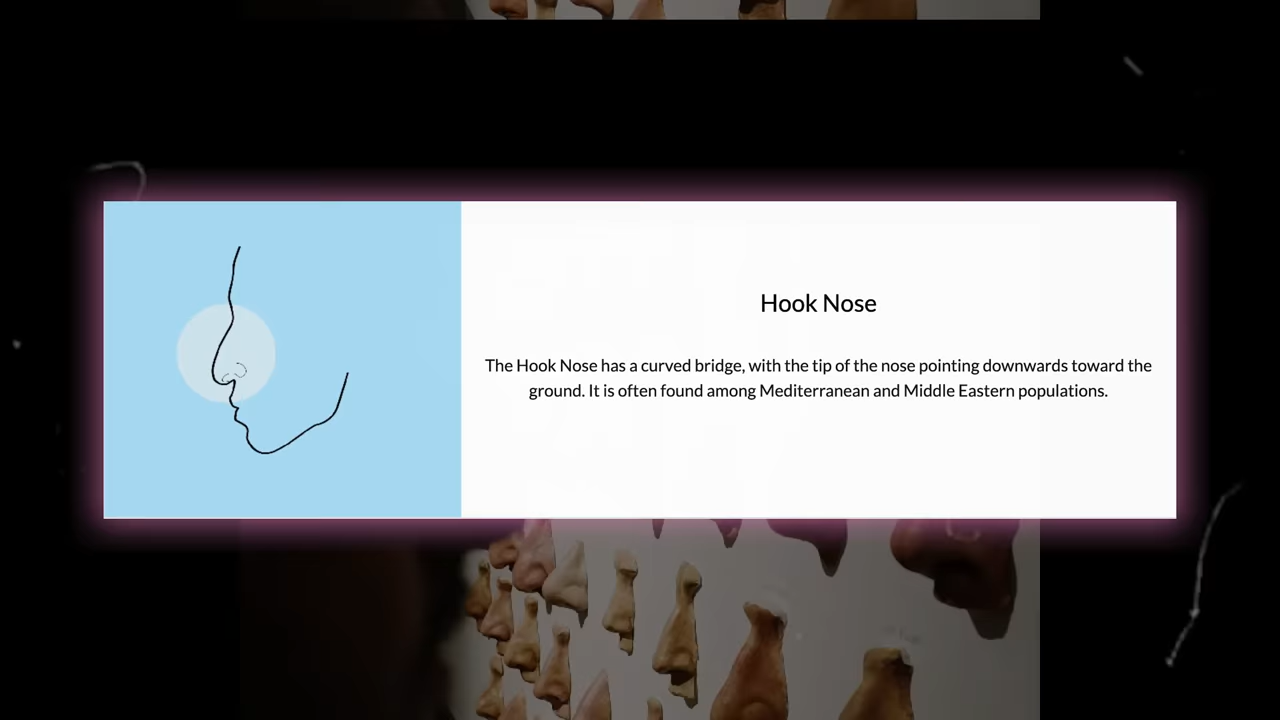 Hook Nose
The Hook Nose has a curved bridge, with the tip of the nose pointing downwards toward the
ground. It is often found among Mediterranean and Middle Eastern populations.